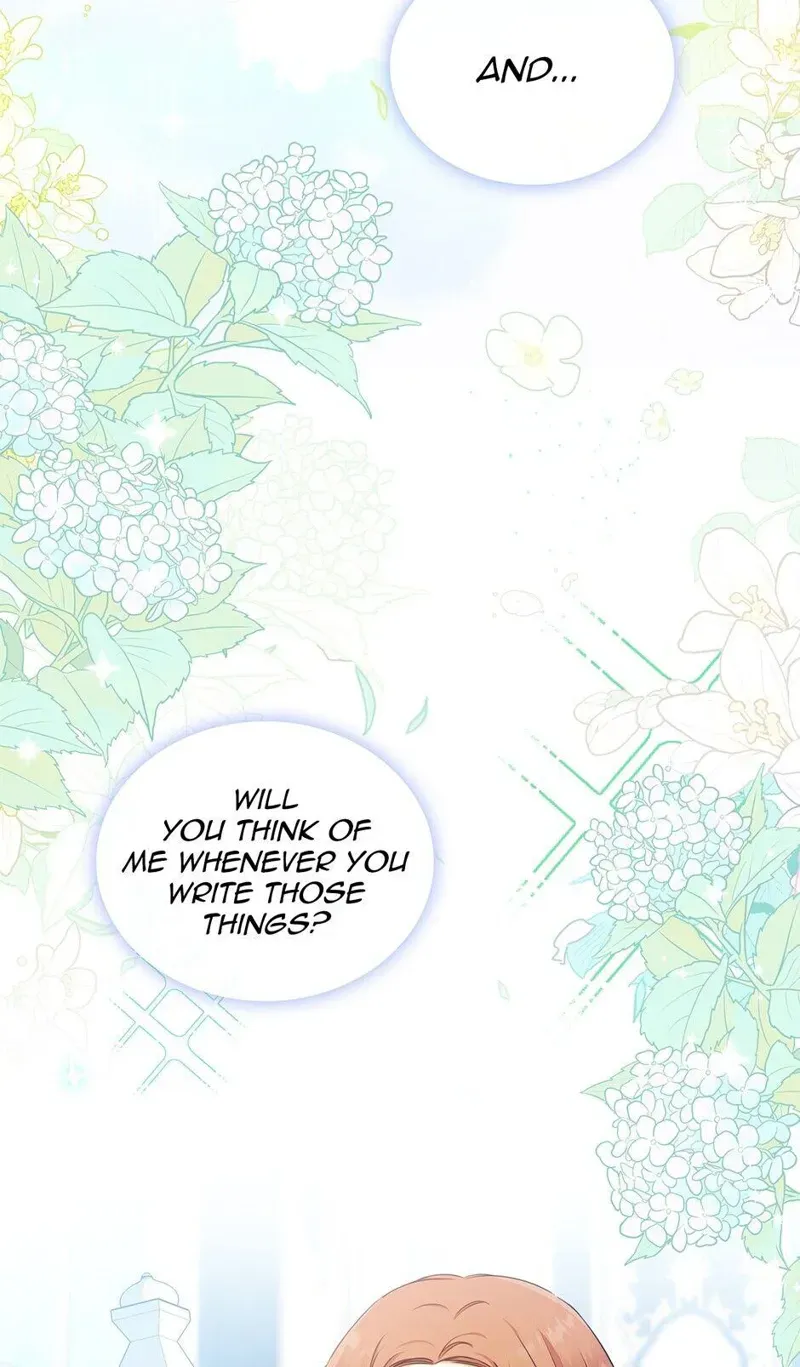 AND...
WILL
YOU THINK OF
ME WHENEVER YOU
WRITE THOSE
THINGS?